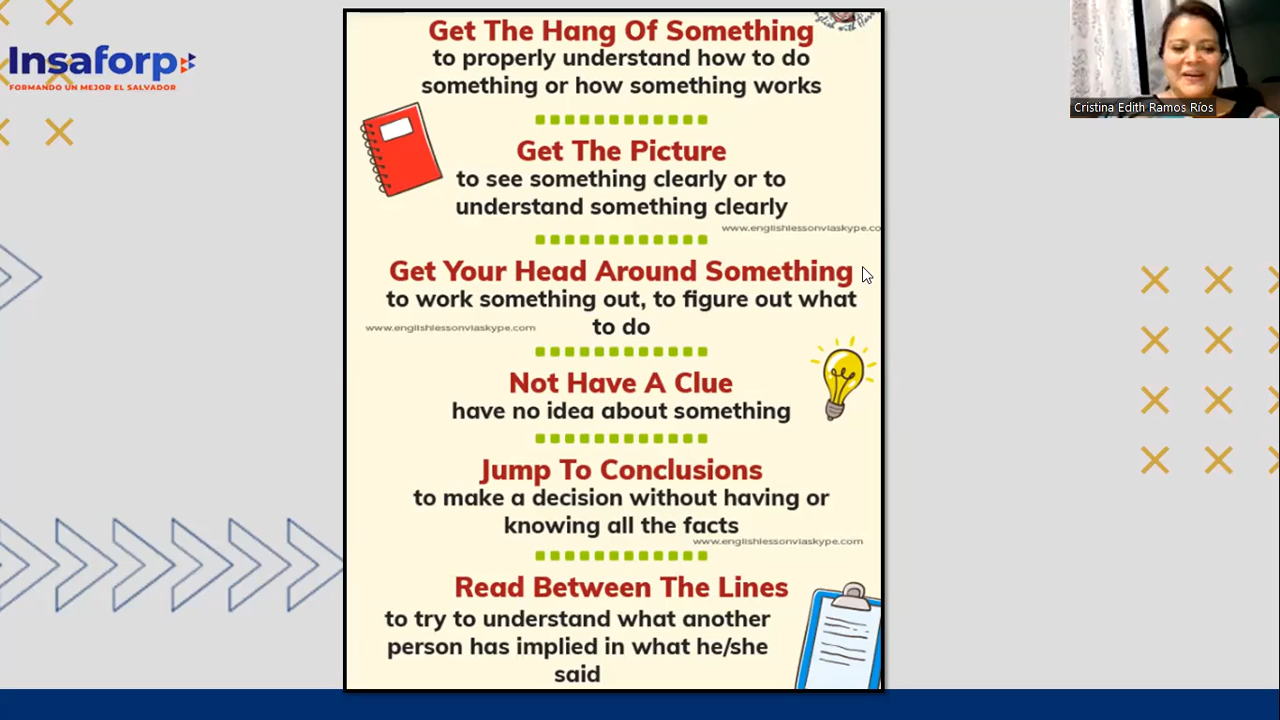 Insaforp
FORMANDO UN MEJOR EL SALVADOR
Cristina Edith Ramos Ríos
Get The Hang Of Something
to properly understand how to do
something or how something works
Get The Picture
to see something clearly or to
understand something clearly
www.englishlessonviaskype.co
Get Your Head Around Something
to work something out, to figure out what
to do
www.englishlessonviaskype.com
Not Have A Clue
have no idea about something
Jump To Conclusions
to make a decision without having or
knowing all the facts
www.englishlessonviaskype.com
Read Between The Lines
to try to understand what another
person has implied in what he/she
said